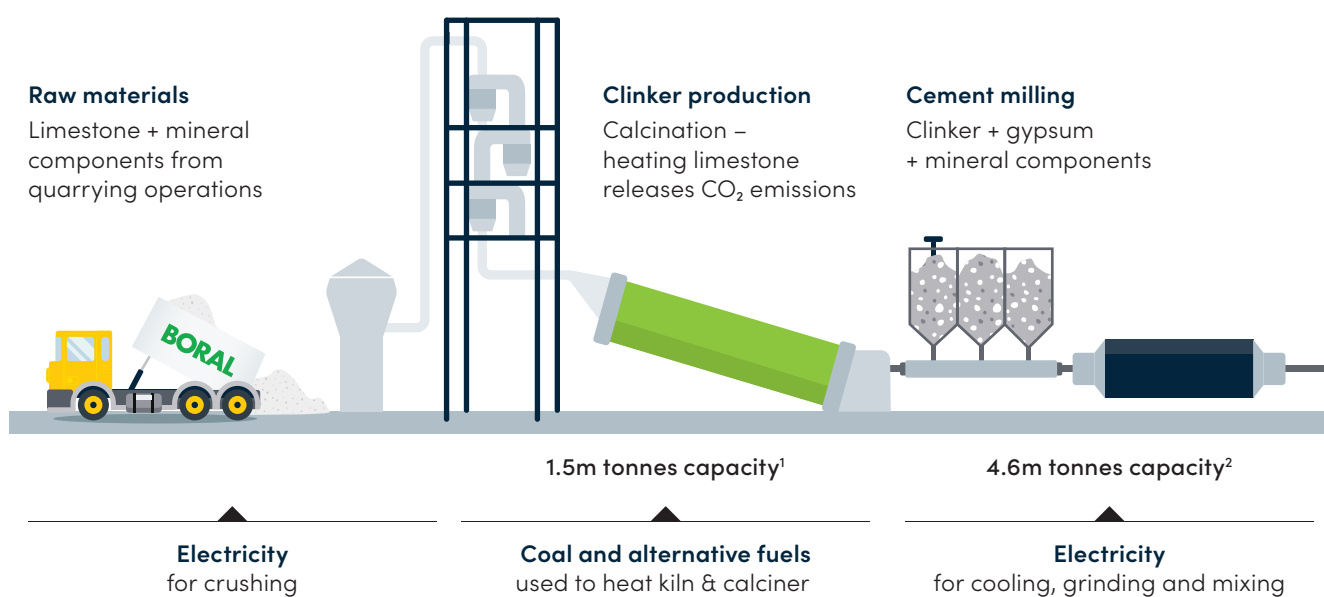 Raw materials
Limestone + mineral
components from
quarrying operations
Clinker production
Calcination –
heating limestone
releases CO₂ emissions
Cement milling
Clinker + gypsum
+ mineral components
BORAL
1.5m tonnes capacity¹
4.6m tonnes capacity²
Electricity
for crushing
Coal and alternative fuels
used to heat kiln & calciner
Electricity
for cooling, grinding and mixing